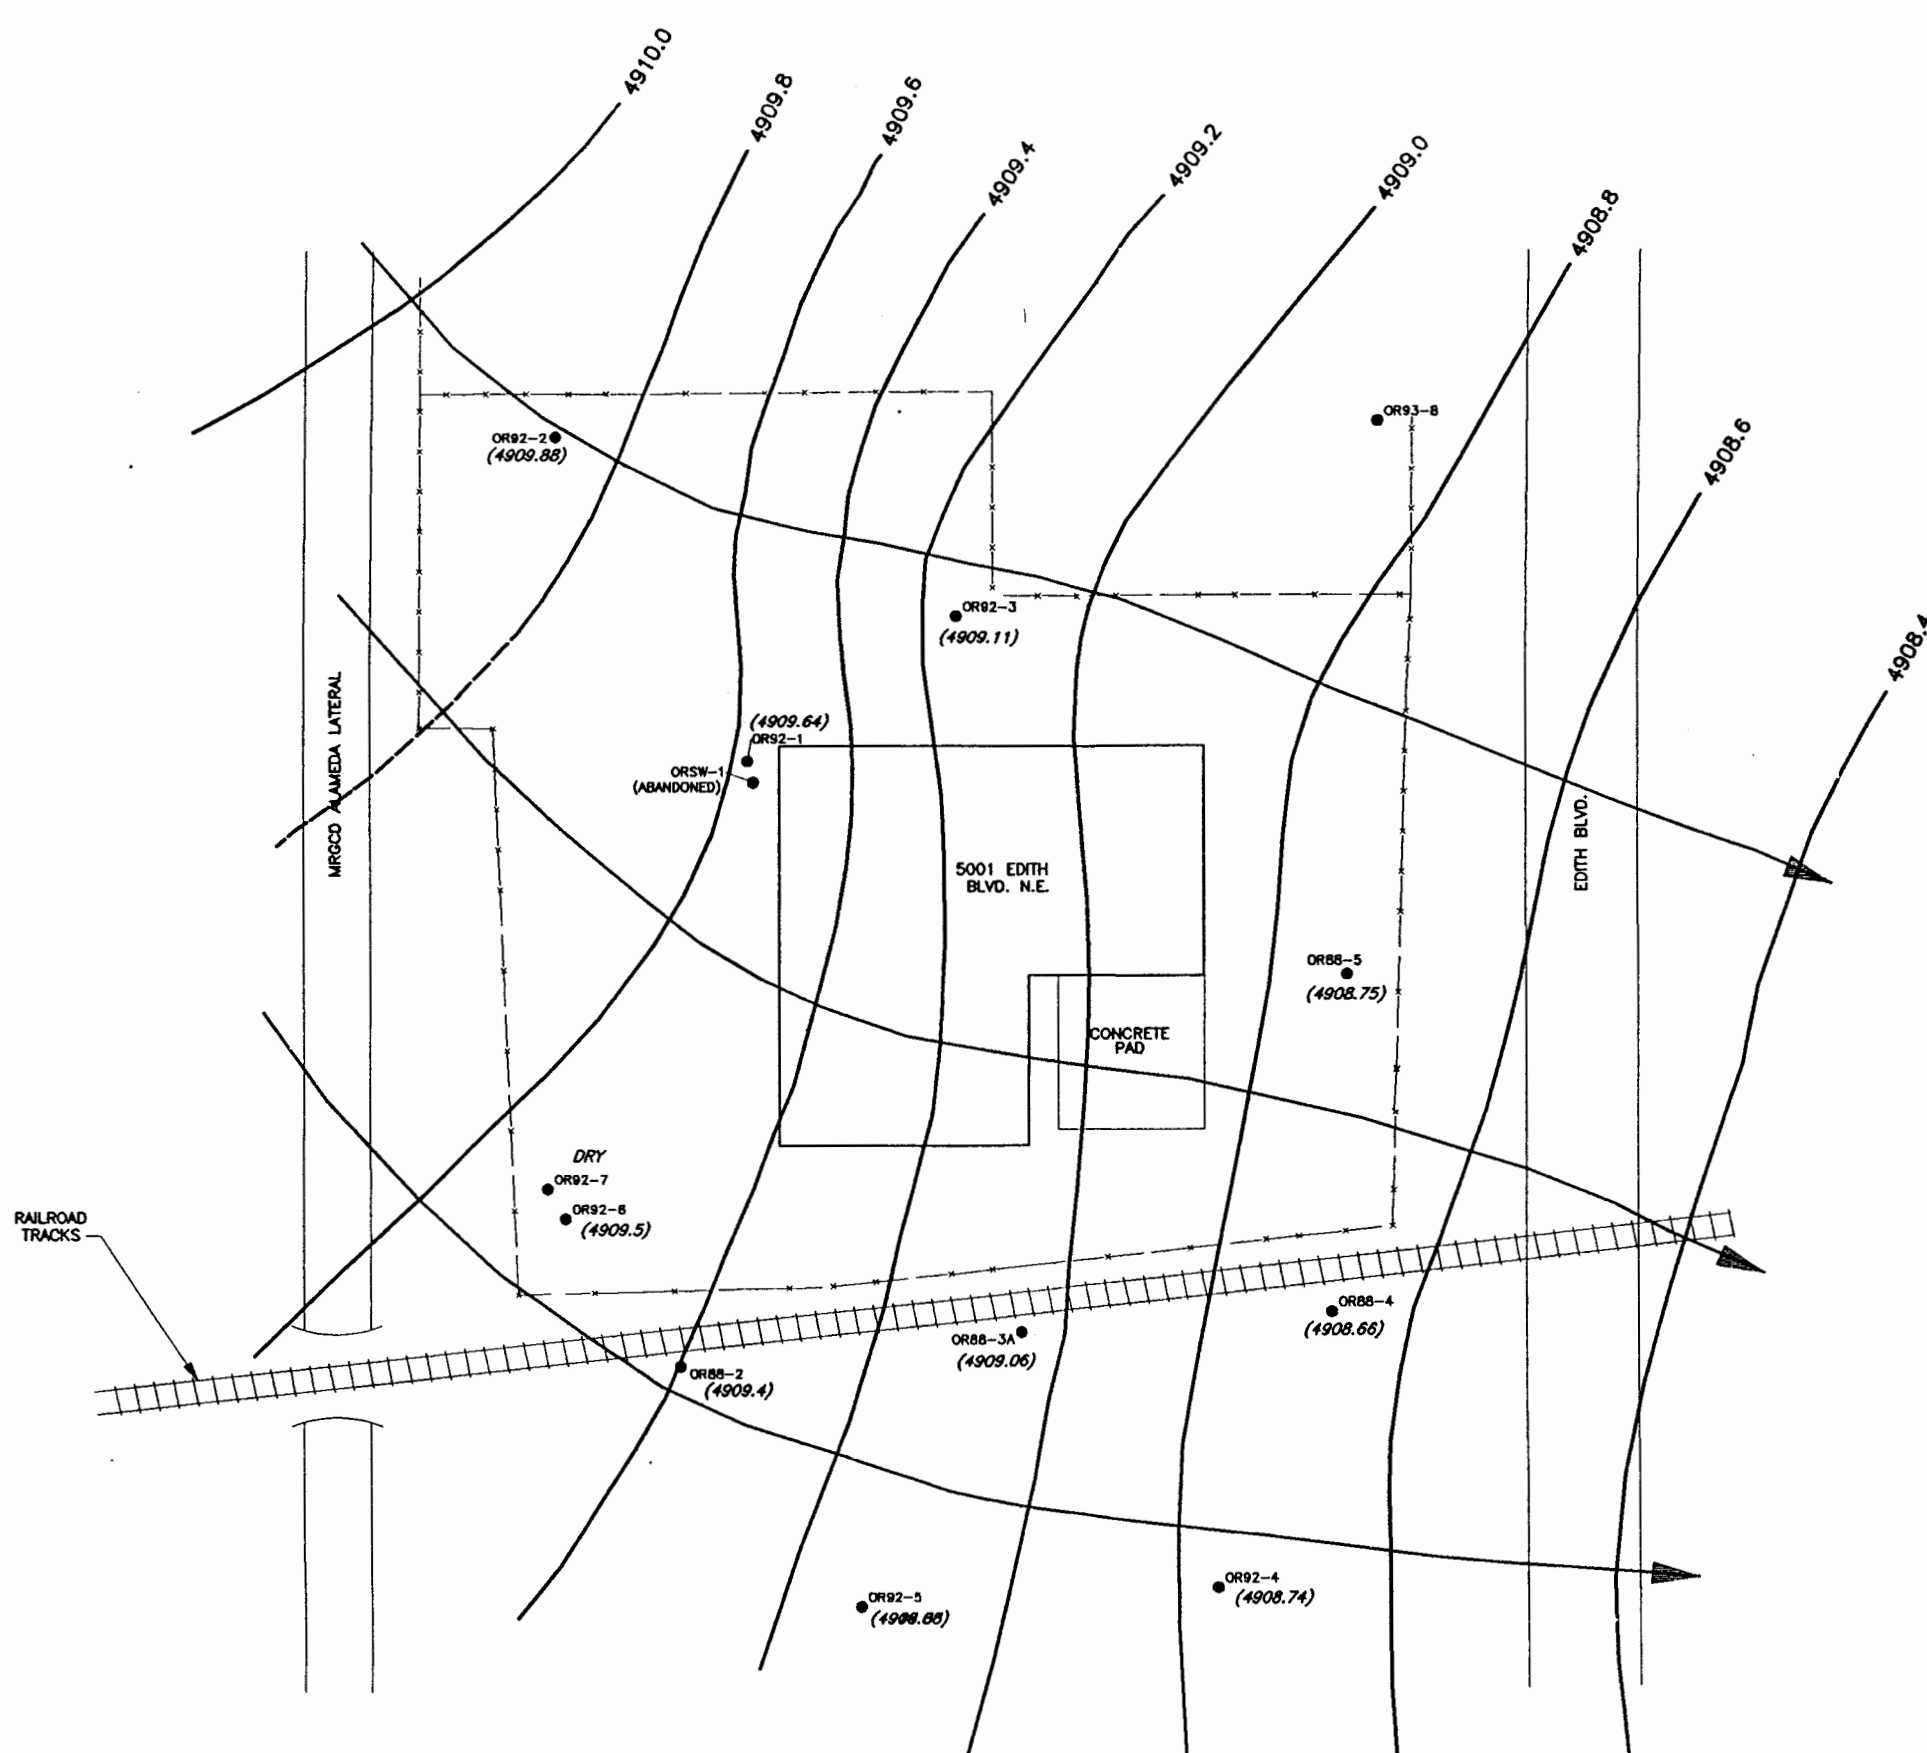 4910.0
4909.8
4909.6
4909.4
4909.2
4909.0
4908.8
4908.6
4908.4
OR93-8
OR92-2
(4909.88)
OR92-3
(4909.11)
MRGCD ALAMEDA LATERAL
(4909.64)
OR92-1
ORSW-1
(ABANDONED)
5001 EDITH
BLVD. N.E.
EDITH BLVD.
OR88-5
(4908.75)
CONCRETE
PAD
DRY
OR92-7
OR92-6
(4909.5)
RAILROAD
TRACKS
OR88-4
(4908.66)
OR88-3A
(4909.06)
OR88-2
(4909.4)
OR92-4
(4908.74)
OR92-5